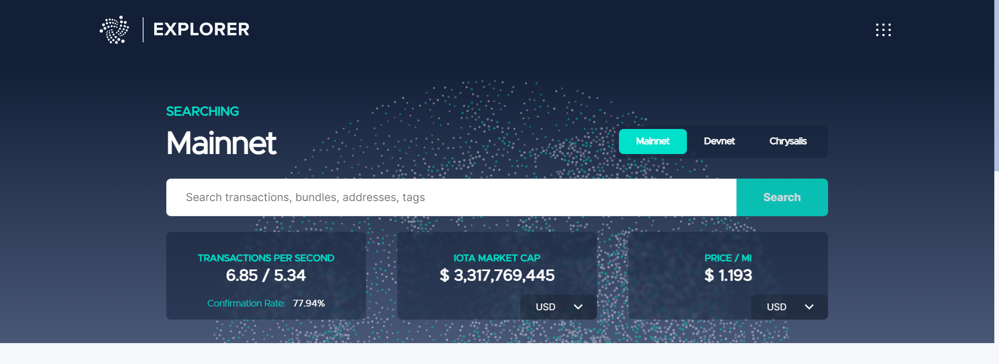 EXPLORER
SEARCHING
Mainnet
Mainnet Devnet Chrysalis
Search transactions, bundles, addresses, tags
Search
TRANSACTIONS PER SECOND
6.85 / 5.34
Confirmation Rate: 77.94%
IOTA MARKET CAP
$ 3,317,769,445
USD
PRICE / MI
$ 1.193
USD